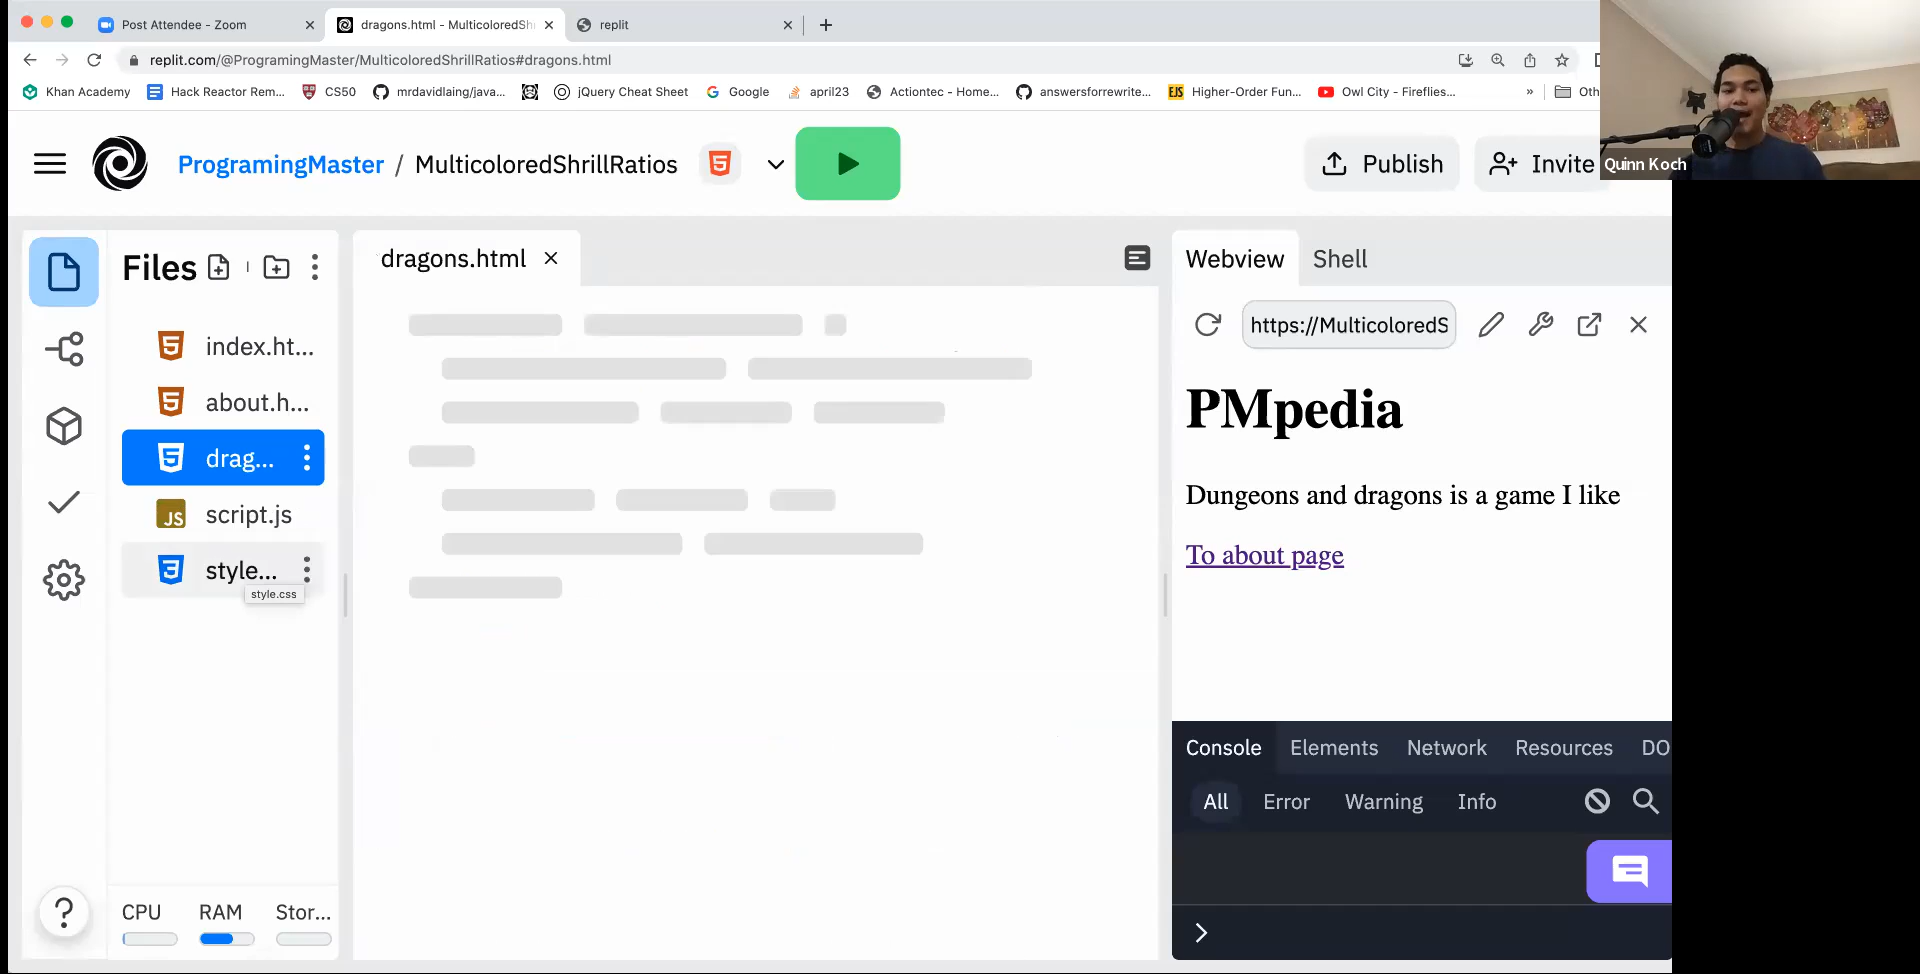 Post Attendee - Zoom
dragons.html - MulticoloredSh
replit
replit.com/@ProgramingMaster/MulticoloredShrillRatios#dragons.html
Khan Academy
Hack Reactor Rem...
CS50
mrdavidlaing/java...
jQuery Cheat Sheet
Google
april23
Actiontec - Home...
answersforrewrite...
EJS
Higher-Order Fun...
Owl City - Fireflies...
»
Oth
Quinn Koch
ProgramingMaster / MulticoloredShrillRatios
Publish
Invite
Files
index.ht...
about.h...
drag...
JS
script.js
style...
style.css
CPU
RAM
Stor...
dragons.html
Webview
Shell
https://MulticoloredS
PMpedia
Dungeons and dragons is a game I like
To about page
Console
Elements
Network
Resources
DO
All
Error
Warning
Info